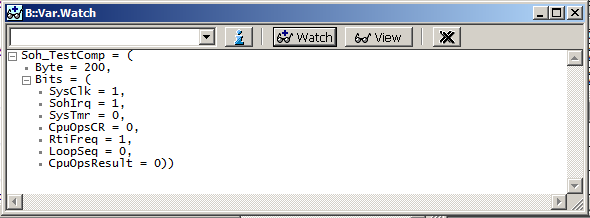 B::Var.Watch
Watch
View
Soh_TestComp = (
Byte = 200,
Bits = (
SysClk = 1,
SohIrq = 1,
SysTmr = 0,
CpuOpsCR = 0,
RtiFreq = 1,
LoopSeq = 0,
CpuOpsResult = 0))